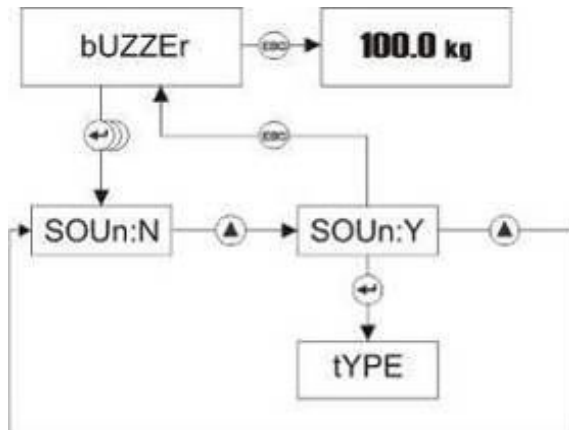 bUZZEr
ESC
100.0 kg
ESC
SOUn:N
SOUn:Y
tYPE